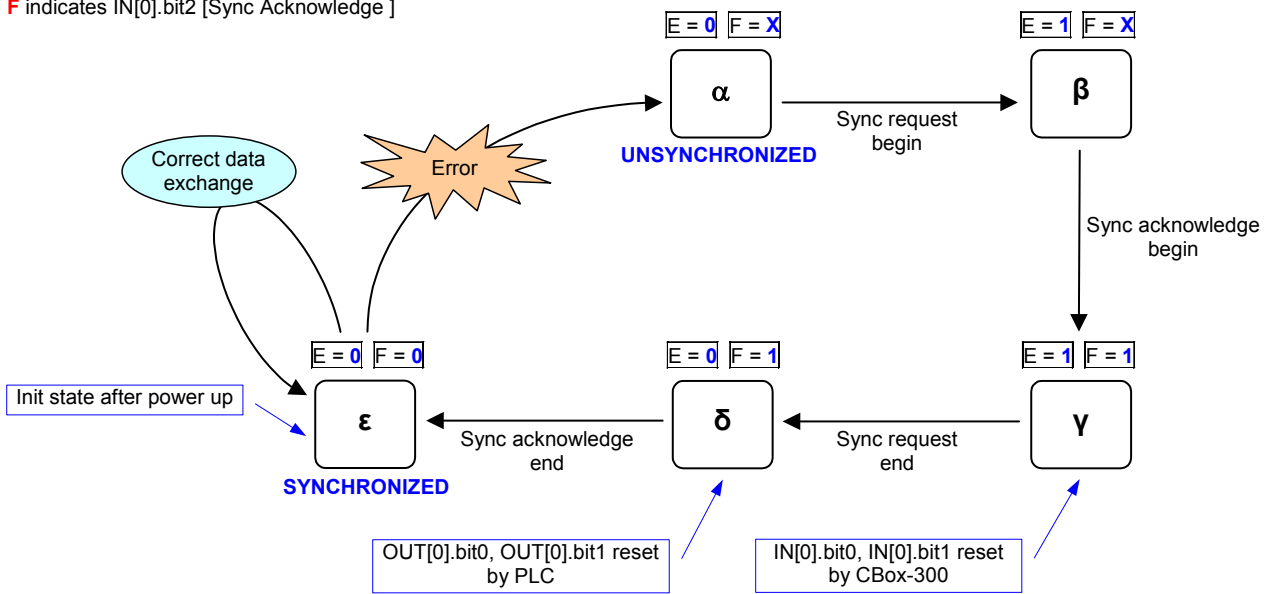 F indicates IN[0].bit2 [Sync Acknowledge ]
E = 0 F = X
E = 1 F = X
α
β
Sync request
begin
UNSYNCHRONIZED
Correct data
exchange
Error
Sync acknowledge
begin
E = 0 F = 0
E = 0 F = 1
E = 1 F = 1
Init state after power up
ε
δ
γ
Sync acknowledge
end
Sync request
end
SYNCHRONIZED
OUT[0].bit0, OUT[0].bit1 reset
by PLC
IN[0].bit0, IN[0].bit1 reset
by CBox-300